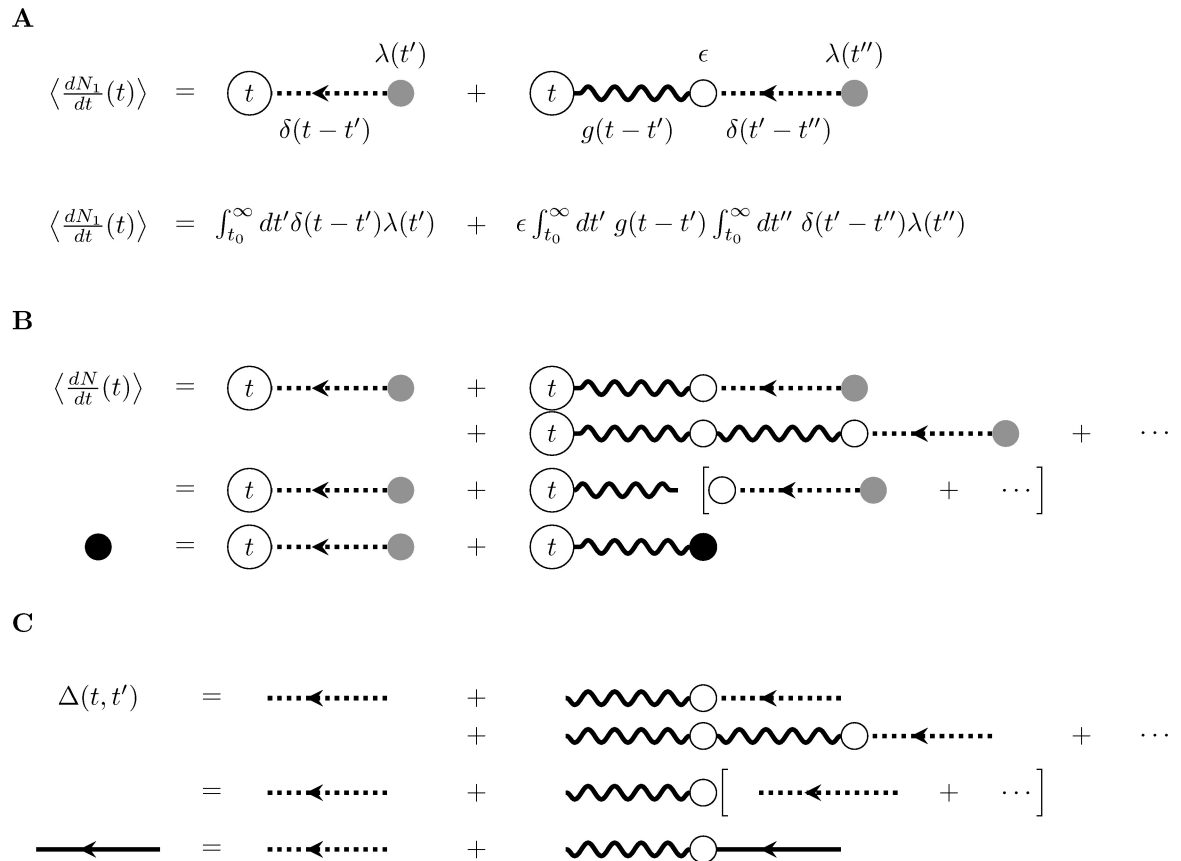 A
λ(t′) ϵ λ(t″)
⟨dN₁/dt (t)⟩ = t + t
δ(t − t′) g(t − t′) δ(t′ − t″)
⟨dN₁/dt (t)⟩ = ∫_{t₀}^{∞} dt′δ(t − t′)λ(t′) + ϵ ∫_{t₀}^{∞} dt′ g(t − t′) ∫_{t₀}^{∞} dt″ δ(t′ − t″)λ(t″)
B
⟨dN/dt (t)⟩ = t + t
+ t + ···
= t + t [ + ··· ]
= t + t
C
Δ(t, t′) = +
+ + ···
= + [ + ··· ]
= +